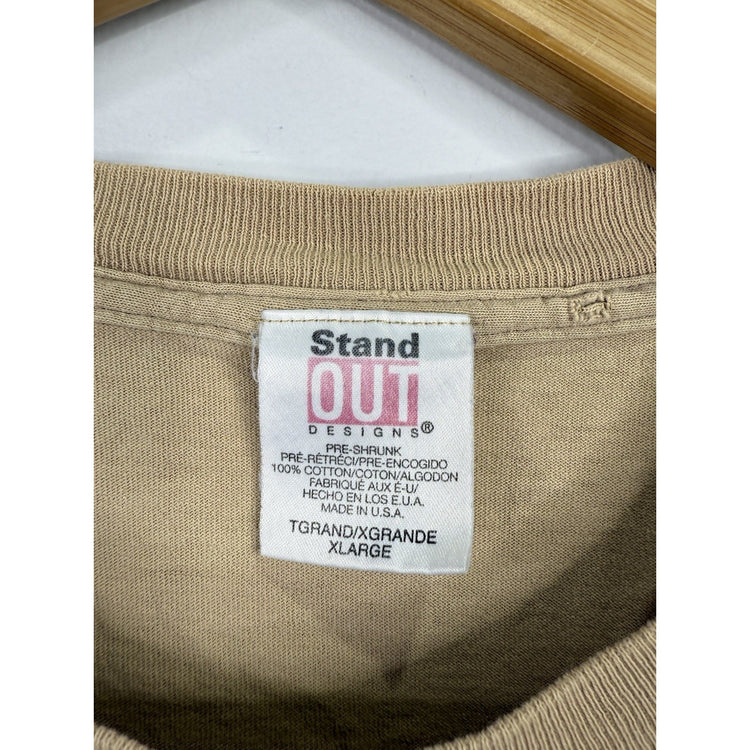 Stand
OUT
DESIGNS®
PRE-SHRUNK
PRÉ-RÉTRÉCI/PRE-ENCOGIDO
100% COTTON/COTON/ALGODON
FABRIQUÉ AUX É-U/
HECHO EN LOS E.U.A.
MADE IN U.S.A.
TGRAND/XGRANDE
XLARGE